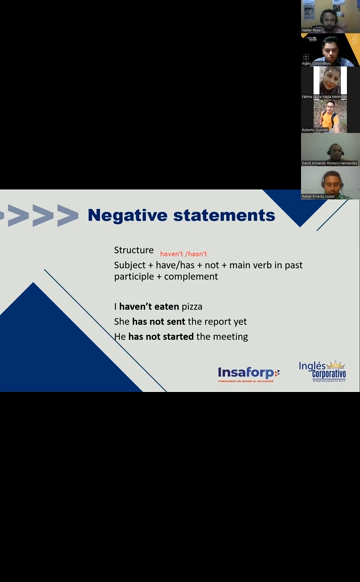 Negative statements
Structure
haven't /hasn't
Subject + have/has + not + main verb in past
participle + complement
I haven't eaten pizza
She has not sent the report yet
He has not started the meeting
Insaforp
Inglés
Corporativo